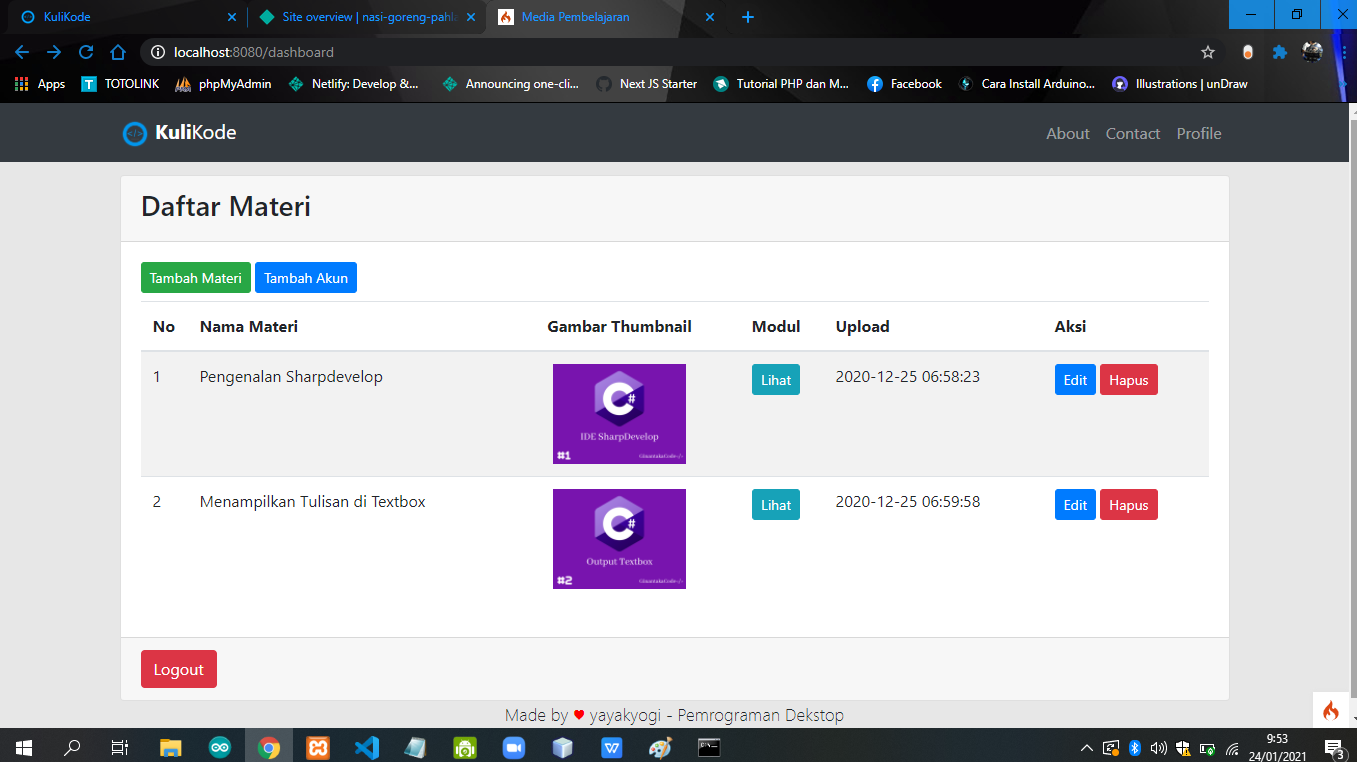 KuliKode
Site overview | nasi-goreng-pahl
Media Pembelajaran
localhost:8080/dashboard
Apps
TOTOLINK
phpMyAdmin
Netlify: Develop &...
Announcing one-cli...
Next JS Starter
Tutorial PHP dan M...
Facebook
Cara Install Arduino...
Illustrations | unDraw
KuliKode
About Contact Profile
Daftar Materi
Tambah Materi Tambah Akun
No Nama Materi Gambar Thumbnail Modul Upload Aksi
1 Pengenalan Sharpdevelop Lihat 2020-12-25 06:58:23 Edit Hapus
C#
IDE SharpDevelop
#1
2 Menampilkan Tulisan di Textbox Lihat 2020-12-25 06:59:58 Edit Hapus
C#
Output Textbox
#2
Logout
Made by ♥ yayakyogi - Pemrograman Dekstop
9:53
24/01/2021
3